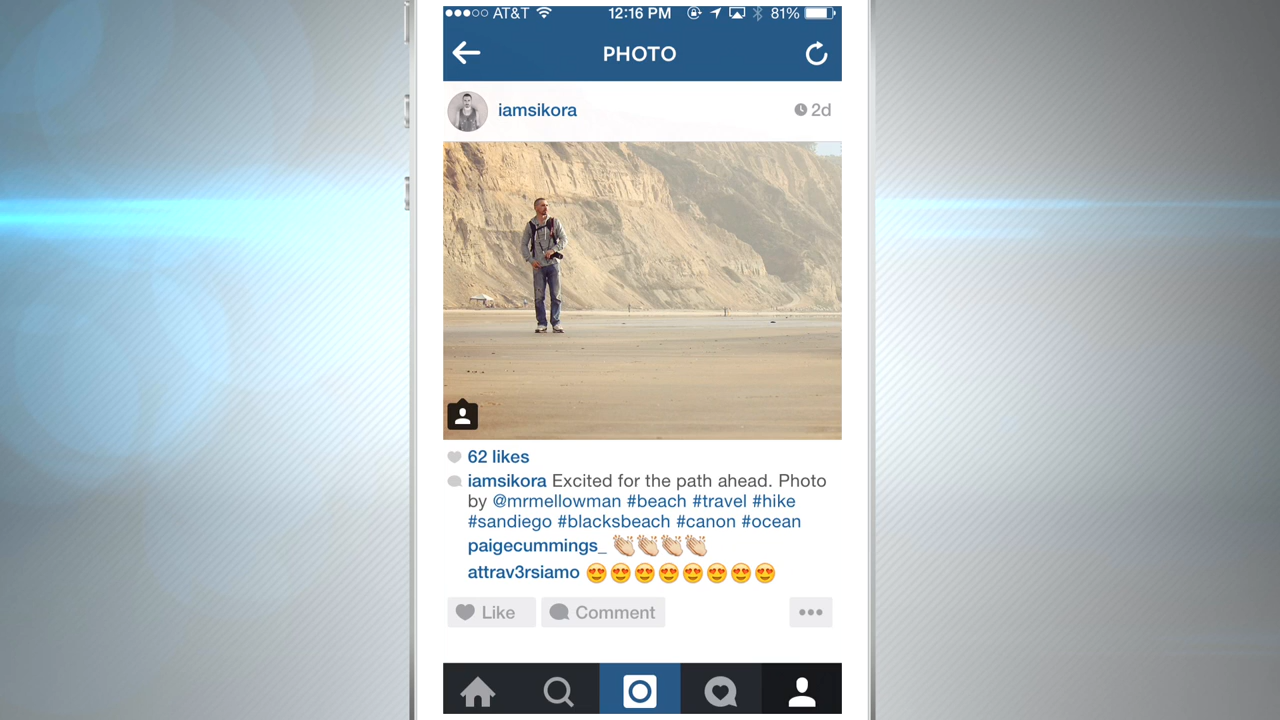 AT&T 12:16 PM 81%
PHOTO
iamsikora 2d
62 likes
iamsikora Excited for the path ahead. Photo
by @mrmellowman #beach #travel #hike
#sandiego #blacksbeach #canon #ocean
paigecummings_ 👏👏👏👏
attrav3rsiamo 😍😍😍😍😍😍😍😍
Like Comment